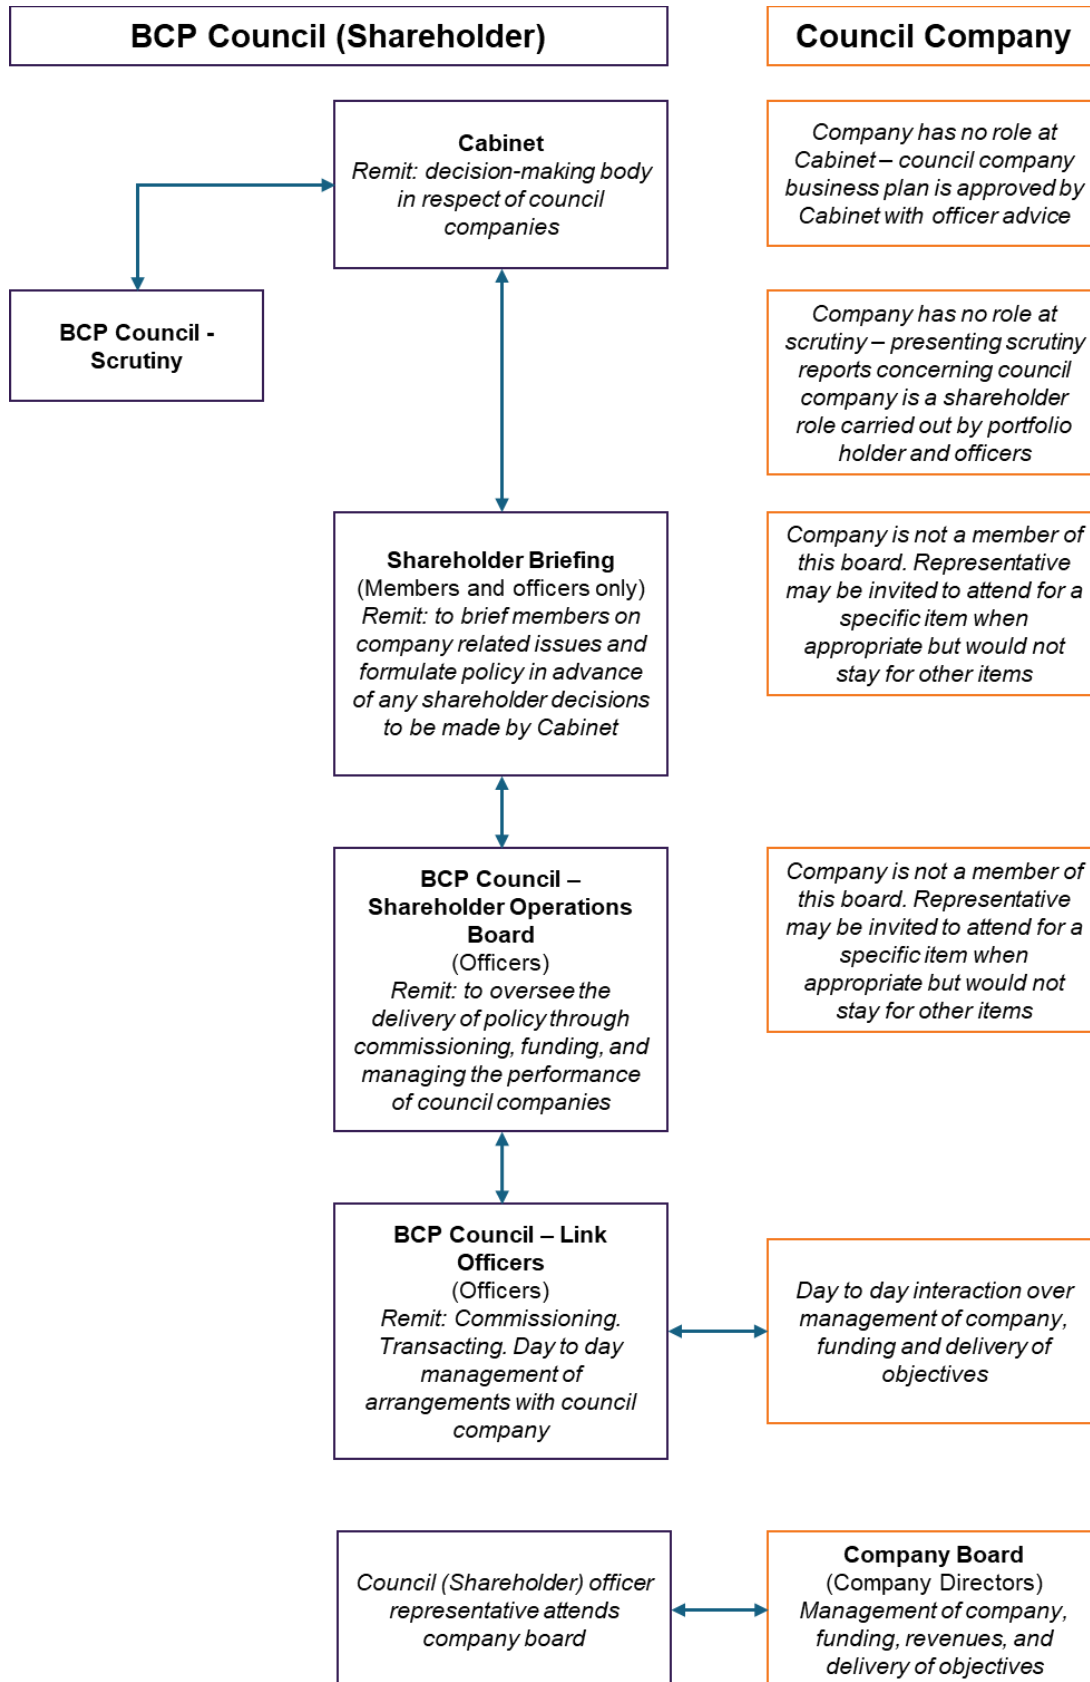 BCP Council (Shareholder)
Council Company
Cabinet
Remit: decision-making body
in respect of council
companies
Company has no role at
Cabinet – council company
business plan is approved by
Cabinet with officer advice
BCP Council -
Scrutiny
Company has no role at
scrutiny – presenting scrutiny
reports concerning council
company is a shareholder
role carried out by portfolio
holder and officers
Shareholder Briefing
(Members and officers only)
Remit: to brief members on
company related issues and
formulate policy in advance
of any shareholder decisions
to be made by Cabinet
Company is not a member of
this board. Representative
may be invited to attend for a
specific item when
appropriate but would not
stay for other items
BCP Council –
Shareholder Operations
Board
(Officers)
Remit: to oversee the
delivery of policy through
commissioning, funding, and
managing the performance
of council companies
Company is not a member of
this board. Representative
may be invited to attend for a
specific item when
appropriate but would not
stay for other items
BCP Council – Link
Officers
(Officers)
Remit: Commissioning.
Transacting. Day to day
management of
arrangements with council
company
Day to day interaction over
management of company,
funding and delivery of
objectives
Council (Shareholder) officer
representative attends
company board
Company Board
(Company Directors)
Management of company,
funding, revenues, and
delivery of objectives